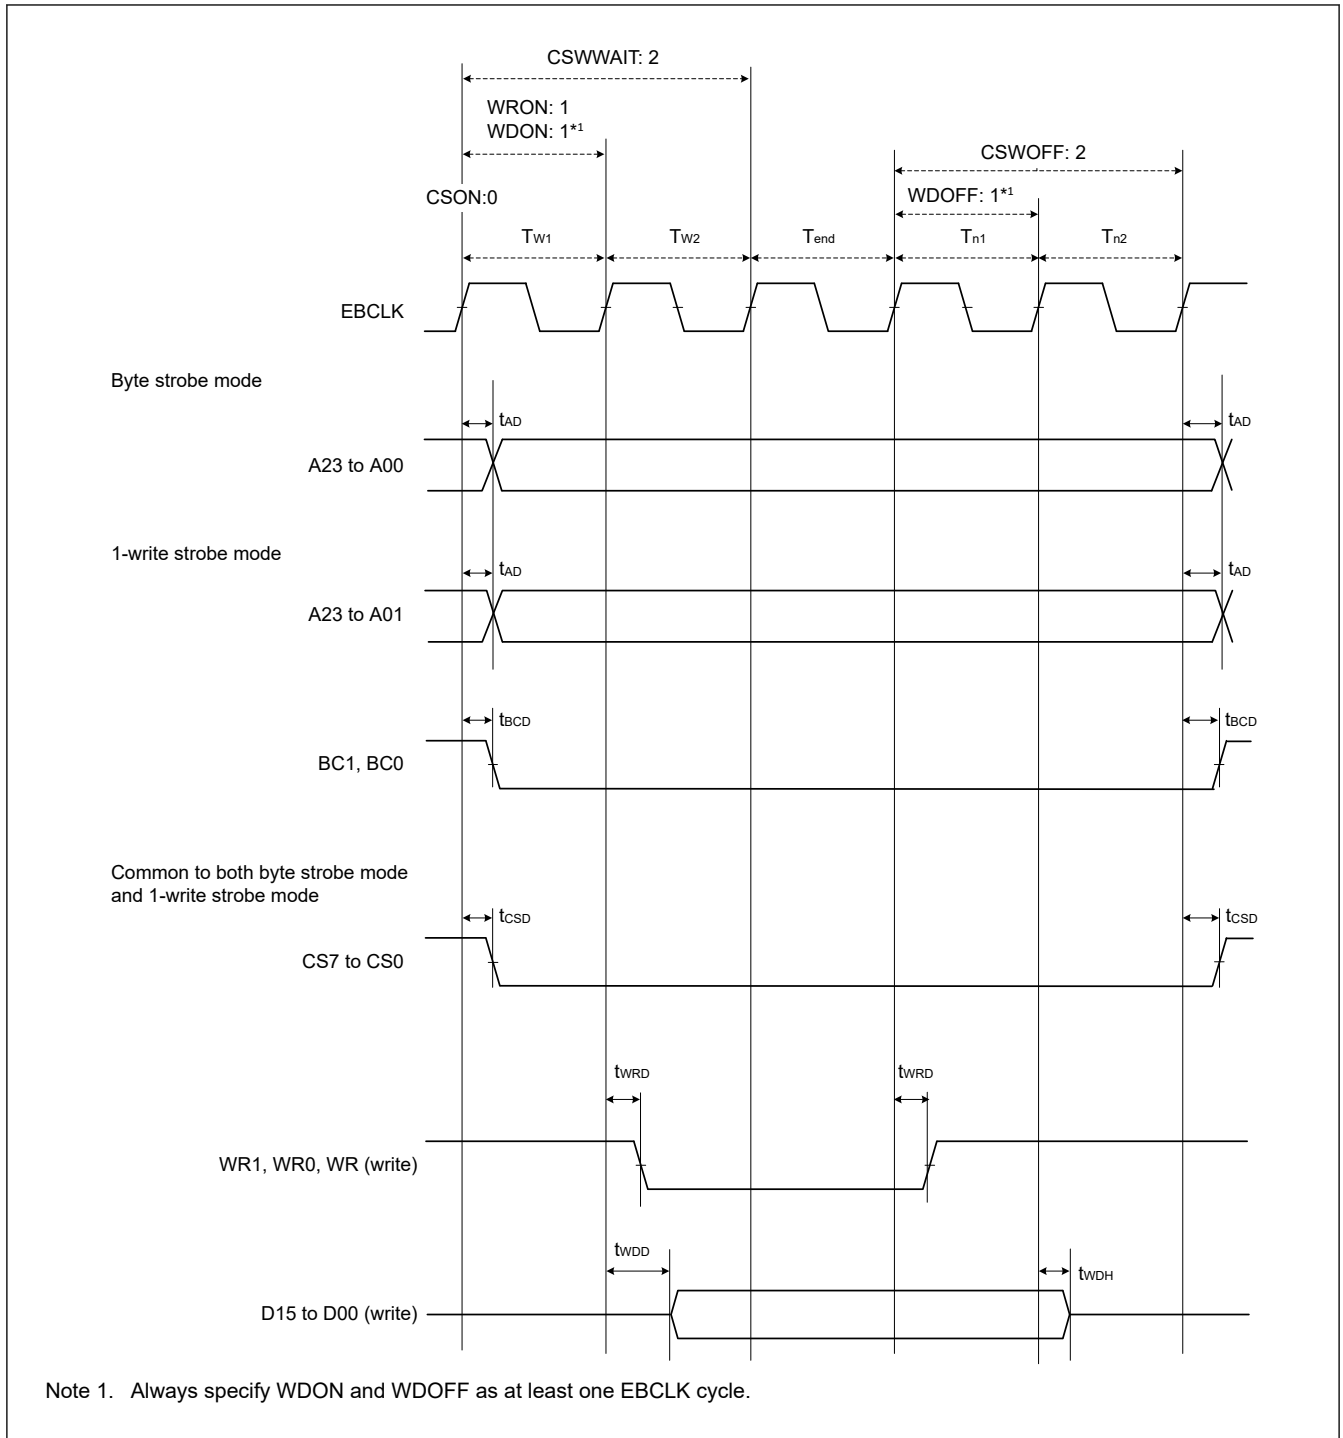 CSWWAIT: 2
WRON: 1
WDON: 1*1
CSWOFF: 2
CSON:0
WDOFF: 1*1
TW1
TW2
Tend
Tn1
Tn2
EBCLK
Byte strobe mode
tAD
tAD
A23 to A00
1-write strobe mode
tAD
tAD
A23 to A01
tBCD
tBCD
BC1, BC0
Common to both byte strobe mode
and 1-write strobe mode
tCSD
tCSD
CS7 to CS0
tWRD
tWRD
WR1, WR0, WR (write)
tWDD
tWDH
D15 to D00 (write)
Note 1. Always specify WDON and WDOFF as at least one EBCLK cycle.